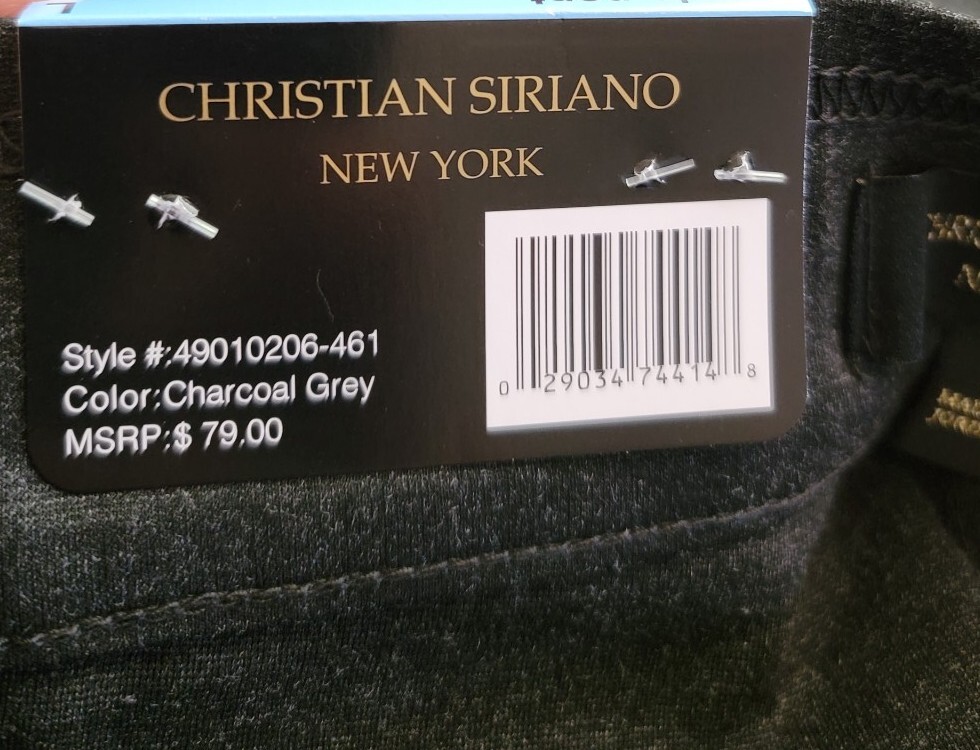 CHRISTIAN SIRIANO
NEW YORK
Style #:49010206-461
Color:Charcoal Grey
MSRP:$ 79.00
0 29034 74414 8